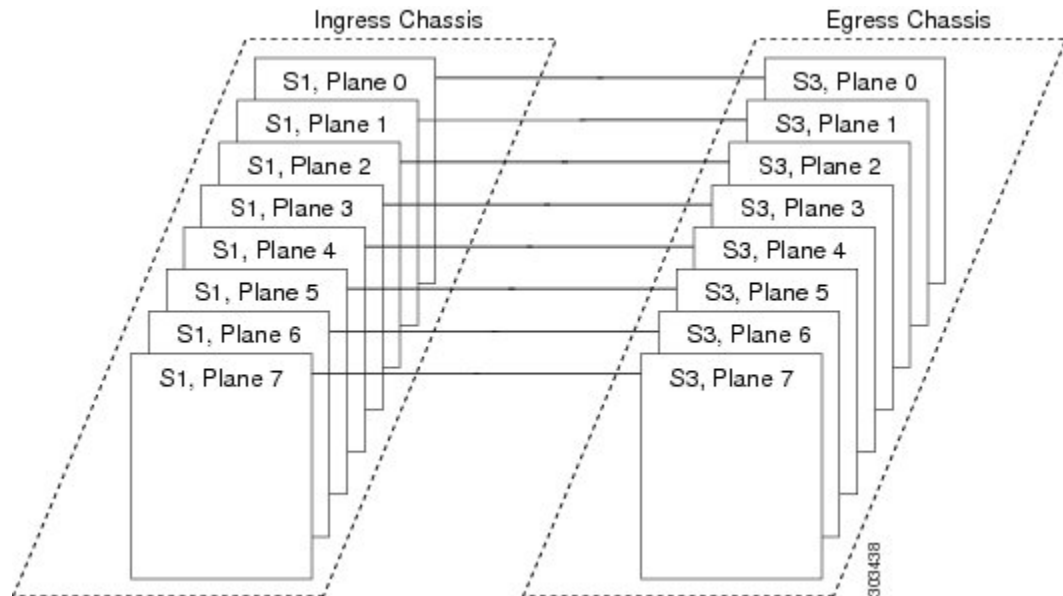 Ingress Chassis
Egress Chassis
S1, Plane 0
S3, Plane 0
S1, Plane 1
S3, Plane 1
S1, Plane 2
S3, Plane 2
S1, Plane 3
S3, Plane 3
S1, Plane 4
S3, Plane 4
S1, Plane 5
S3, Plane 5
S1, Plane 6
S3, Plane 6
S1, Plane 7
S3, Plane 7
303438